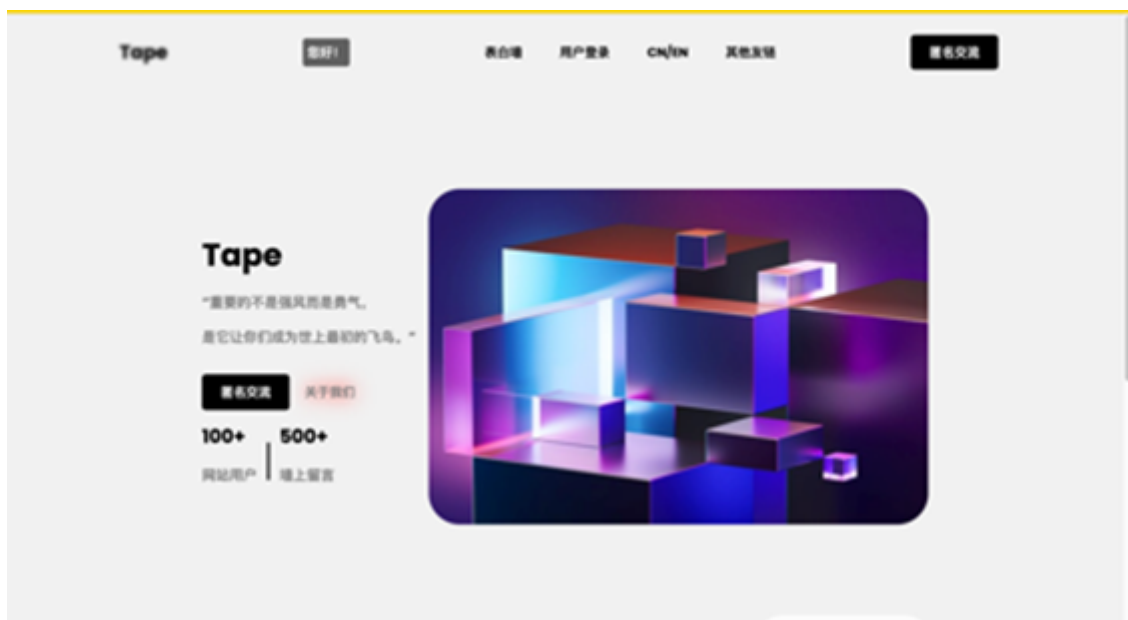 Tape
您好!
表白墙
用户登录
CN/EN
其他友链
匿名交流
Tape
“重要的不是强风而是勇气,
是它让你们成为世上最初的飞鸟。”
匿名交流
关于我们
100+
500+
网站用户
墙上留言